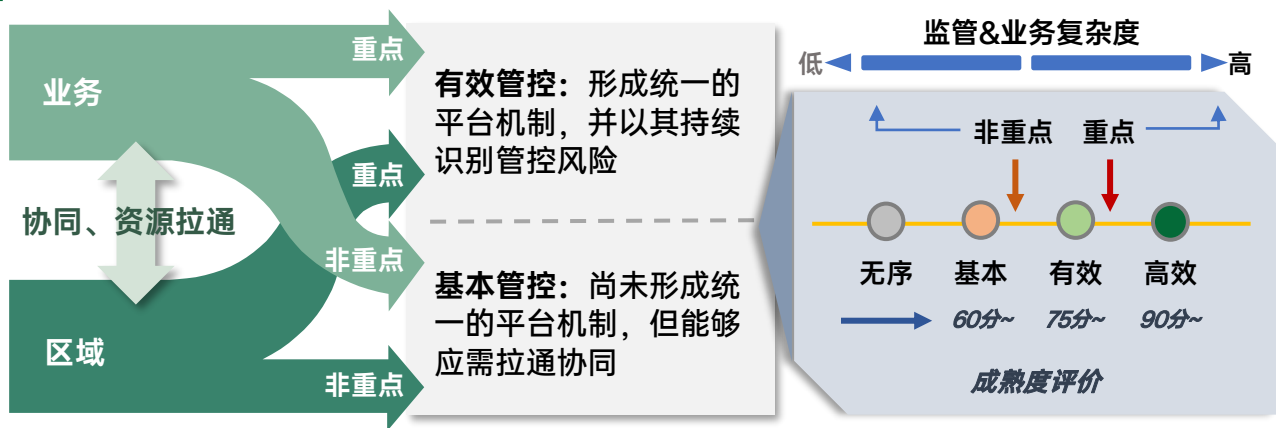 业务
协同、资源拉通
区域
重点
重点
非重点
非重点
有效管控：形成统一的
平台机制，并以其持续
识别管控风险
基本管控：尚未形成统
一的平台机制，但能够
应需拉通协同
监管&业务复杂度
低
高
非重点 重点
无序 基本 有效 高效
60分~ 75分~ 90分~
成熟度评价